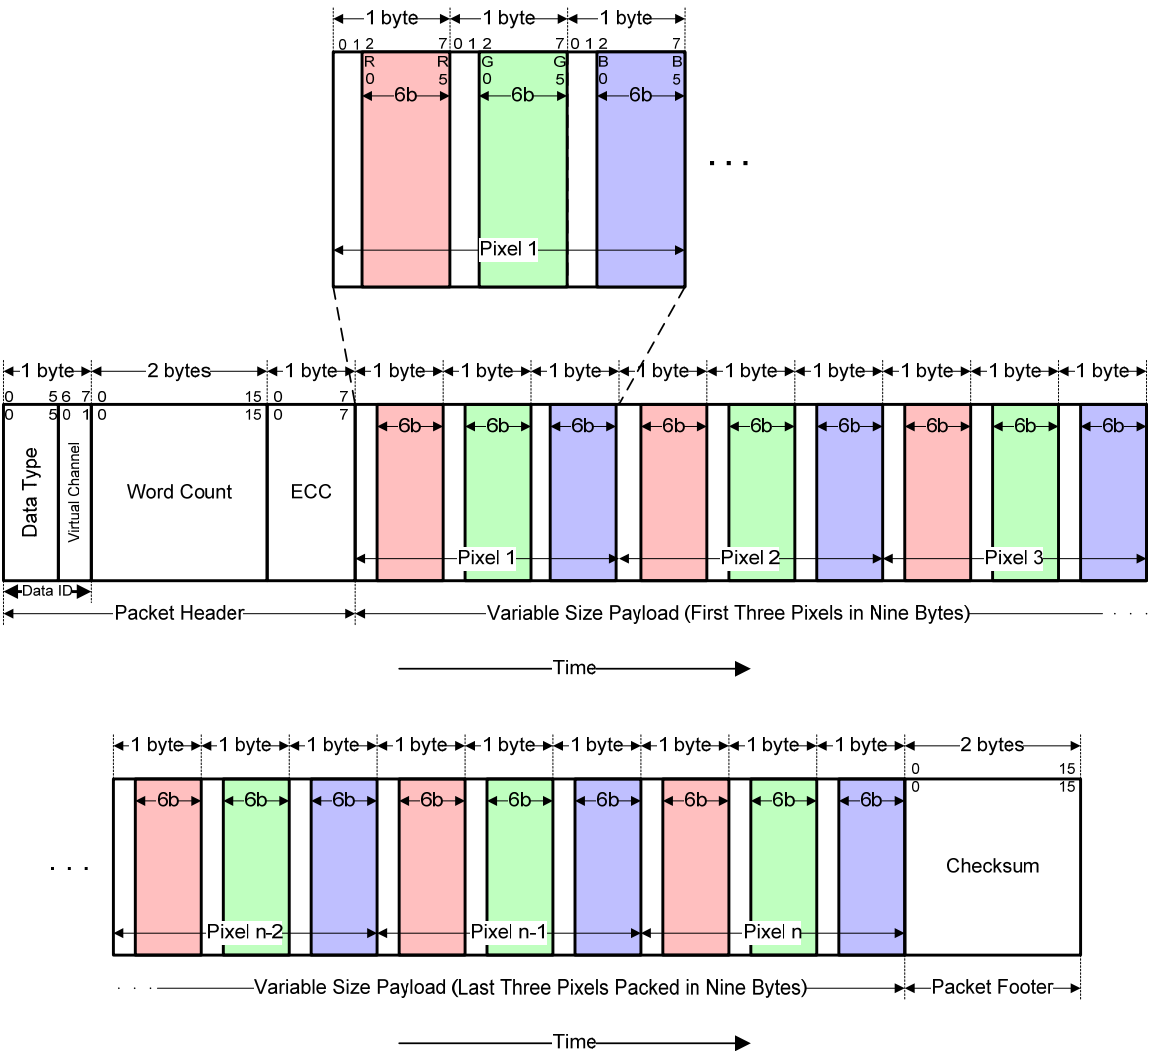 1 byte 1 byte 1 byte
0 1 2 7 0 1 2 7 0 1 2 7
R R G G B B
0 5 0 5 0 5
6b 6b 6b
. . .
Pixel 1
1 byte 2 bytes 1 byte 1 byte 1 byte 1 byte 1 byte 1 byte 1 byte 1 byte 1 byte 1 byte
0 5 6 7 0 15 0 7
0 5 0 1 0 15 0 7
6b 6b 6b 6b 6b 6b 6b 6b 6b
Data Type
Virtual Channel
Word Count
ECC
Pixel 1 Pixel 2 Pixel 3
Data ID
Packet Header Variable Size Payload (First Three Pixels in Nine Bytes) . . .
Time
1 byte 1 byte 1 byte 1 byte 1 byte 1 byte 1 byte 1 byte 1 byte 2 bytes
0 15
0 15
6b 6b 6b 6b 6b 6b 6b 6b 6b
. . .
Checksum
Pixel n-2 Pixel n-1 Pixel n
. . . Variable Size Payload (Last Three Pixels Packed in Nine Bytes) Packet Footer
Time